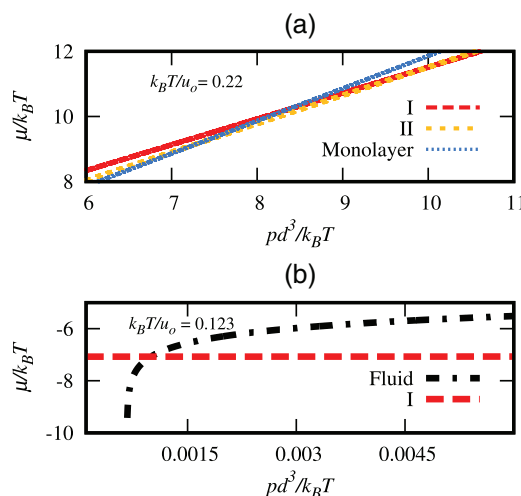 (a)
12
10
8
μ/k_BT
k_BT/u_o = 0.22
I
II
Monolayer
6 7 8 9 10 11
pd^3/k_BT
(b)
-6
-8
-10
μ/k_BT
k_BT/u_o = 0.123
Fluid
I
0.0015 0.003 0.0045
pd^3/k_BT